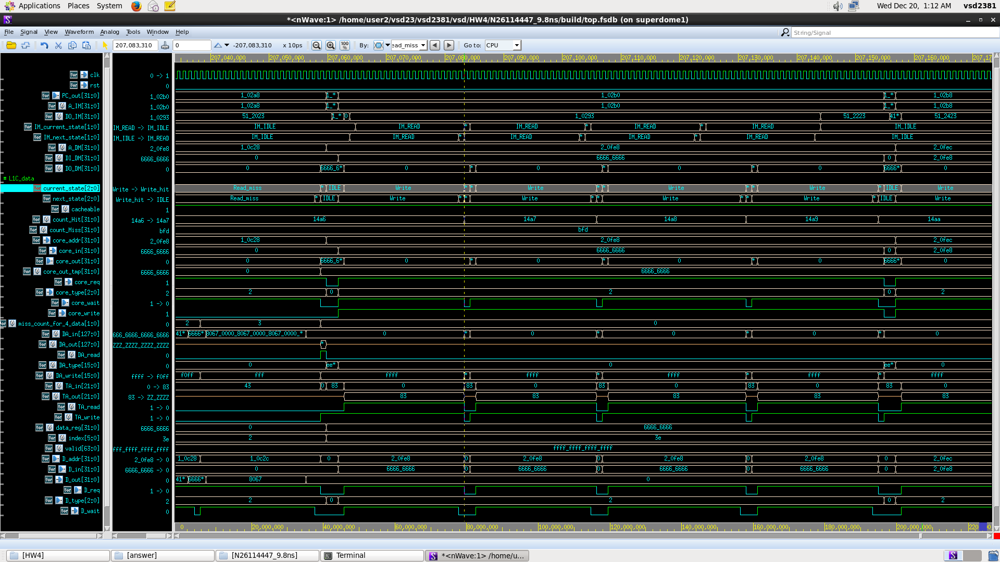 Applications Places System Wed Dec 20, 1:12 AM vsd2381
*<nWave:1> /home/user2/vsd23/vsd2381/vsd/HW4/N26114447_9.8ns/build/top.fsdb (on superdome1)
File Signal View Waveform Analog Tools Window Help String/Signal
207,083,310 0 -207,083,310 x 10ps 100% By: ead_miss Go to: CPU
207,040,000 207,050,000 207,060,000 207,070,000 207,080,000 207,090,000 207,100,000 207,110,000 207,120,000 207,130,000 207,140,000 207,150,000 207,160,000 207,17
clk 0 -> 1
rst 0
PC_out[31:0] 1_02b0 1_02a8 1_* 1_02b0 1_* 1_02b8
A_IM[31:0] 1_02b0 1_02a8 1_* 1_02b0 1_* 1_02b8
DO_IM[31:0] 1_0293 51_2023 1_* 0 1_0293 51_2223 41* 51_2423
IM_current_state[1:0] IM_READ -> IM_IDLE IM_IDLE IM_READ * IM_READ * IM_READ * IM_READ IM_IDLE
IM_next_state[1:0] IM_IDLE -> IM_READ IM_IDLE IM_READ * IM_READ * IM_READ * IM_READ IM_IDLE
A_DM[31:0] 2_0fe8 1_0c28 2_0fe8 2_0fec
DI_DM[31:0] 6666_6666 0 6666_6666 0 2_0fe8
DO_DM[31:0] 0 0 6666_6* 0 * 0 * 0 * 0 6666* 0
= L1C_data
current_state[2:0] Write -> Write_hit Read_miss * IDLE Write * * Write * * Write * * Write * IDLE Write
next_state[2:0] Write_hit -> IDLE Read_miss * IDLE Write * * Write * * Write * * Write * IDLE Write
cacheable 1
count_Hit[31:0] 14a6 -> 14a7 14a6 14a7 14a8 14a9 14aa
count_Miss[31:0] bfd bfd
core_addr[31:0] 2_0fe8 1_0c28 2_0fe8 2_0fec
core_in[31:0] 6666_6666 0 6666_6666 0 2_0fe8
core_out[31:0] 0 0 6666_6* 0 * 0 * 0 * 0 6666* 0
core_out_tmp[31:0] 6666_6666 0 6666_6666
core_req 1
core_type[2:0] 2 2 0 2 0 2
core_wait 1 -> 0
core_write 1
miss_count_for_4_data[1:0] 0 2 3 0
DA_in[127:0] 666_6666_6666_6666 41* 6666* 8067_0000_8067_0000_8067_0000_* 0 * 0 * 0 * 0 * 0
DA_out[127:0] ZZZ_ZZZZ_ZZZZ_ZZZZ *
DA_read 0
DA_type[15:0] 0 0 ee* 0 ee* 0
DA_write[15:0] ffff -> f0ff f0ff fff ffff * ffff * ffff * ffff * ffff
TA_in[21:0] 0 -> 83 43 0 83 0 83 0 83 0 83 0 83 0
TA_out[21:0] 83 -> ZZ_ZZZZ 83 83 83 83 83
TA_read 1 -> 0
TA_write 1 -> 0
data_reg[31:0] 6666_6666 0 6666_6666
index[5:0] 3e 2 3e
valid[63:0] fff_ffff_ffff_ffff ffff_ffff_ffff_ffff
D_addr[31:0] 2_0fe8 -> 0 1_0c28 1_0c2c 0 2_0fe8 0 2_0fe8 0 2_0fe8 0 2_0fe8 0 2_0fec
D_in[31:0] 6666_6666 -> 0 0 6666_6666 0 6666_6666 0 6666_6666 0 6666_6666 0 2_0fe8
D_out[31:0] 0 41* 6666* 8067 0
D_req 1 -> 0
D_type[2:0] 2 2 0 2 0 2
D_wait 0
0 20,000,000 40,000,000 60,000,000 80,000,000 100,000,000 120,000,000 140,000,000 160,000,000 180,000,000 200,000,000
[HW4] [answer] [N26114447_9.8ns] Terminal *<nWave:1> /home/u...